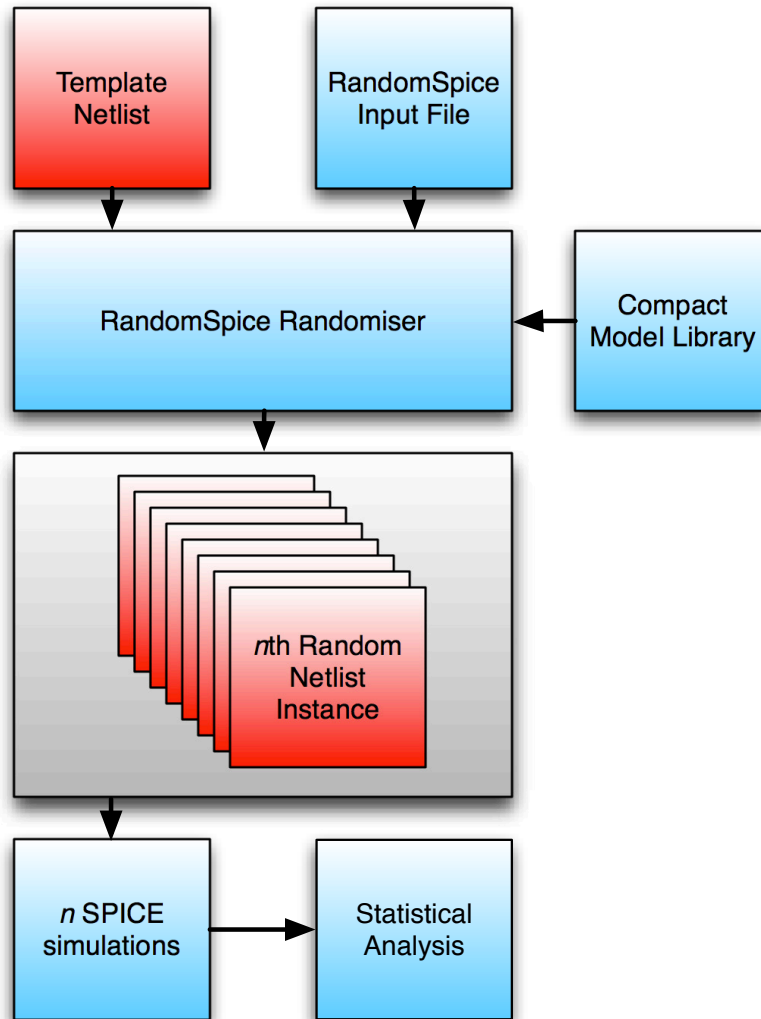 Template
Netlist
RandomSpice
Input File
RandomSpice Randomiser
Compact
Model Library
nth Random
Netlist
Instance
n SPICE
simulations
Statistical
Analysis